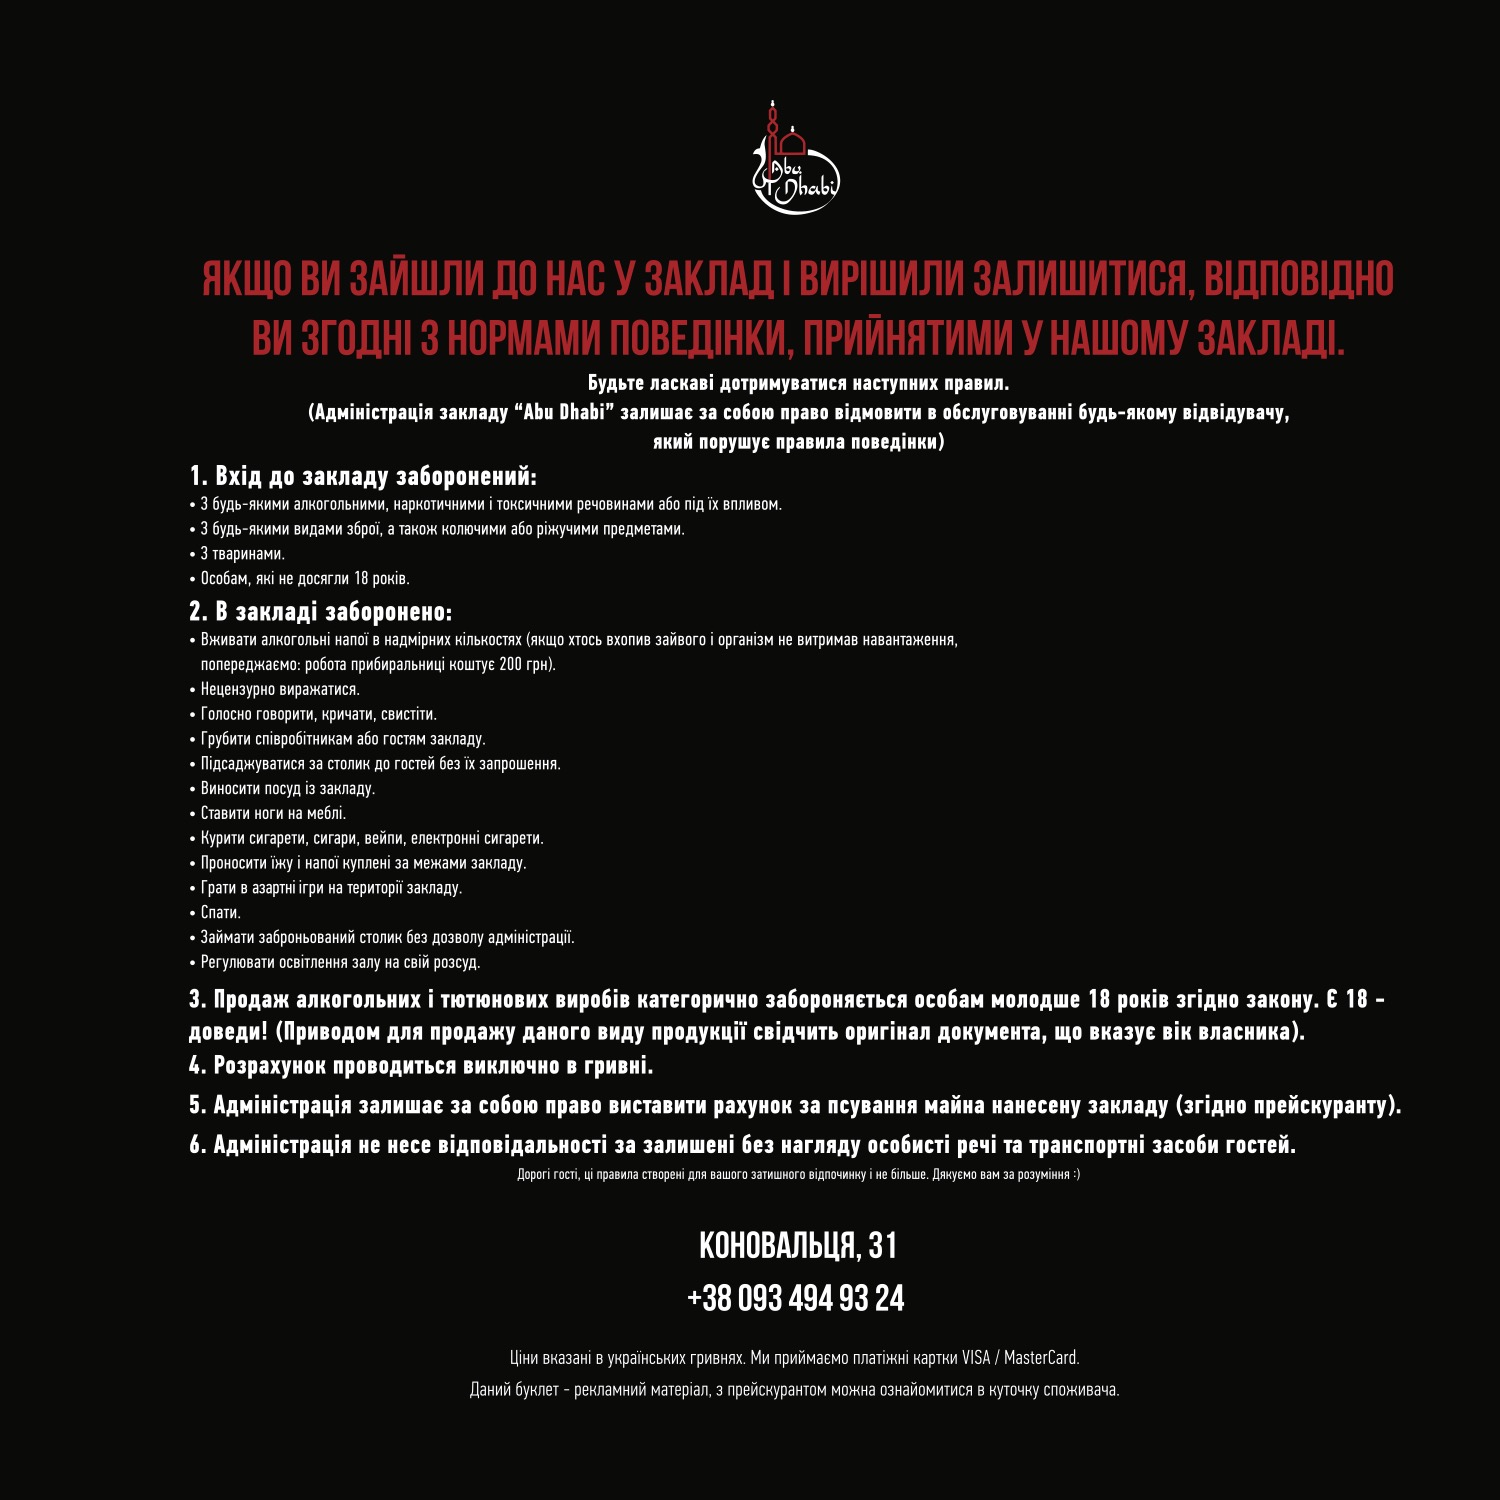 Abu
Dhabi
ЯКЩО ВИ ЗАЙШЛИ ДО НАС У ЗАКЛАД І ВИРІШИЛИ ЗАЛИШИТИСЯ, ВІДПОВІДНО
ВИ ЗГОДНІ З НОРМАМИ ПОВЕДІНКИ, ПРИЙНЯТИМИ У НАШОМУ ЗАКЛАДІ.
Будьте ласкаві дотримуватися наступних правил.
(Адміністрація закладу “Abu Dhabi” залишає за собою право відмовити в обслуговуванні будь-якому відвідувачу,
який порушує правила поведінки)
1. Вхід до закладу заборонений:
• З будь-якими алкогольними, наркотичними і токсичними речовинами або під їх впливом.
• З будь-якими видами зброї, а також колючими або ріжучими предметами.
• З тваринами.
• Особам, які не досягли 18 років.
2. В закладі заборонено:
• Вживати алкогольні напої в надмірних кількостях (якщо хтось вхопив зайвого і організм не витримав навантаження,
попереджаємо: робота прибиральниці коштує 200 грн).
• Нецензурно виражатися.
• Голосно говорити, кричати, свистіти.
• Грубити співробітникам або гостям закладу.
• Підсаджуватися за столик до гостей без їх запрошення.
• Виносити посуд із закладу.
• Ставити ноги на меблі.
• Курити сигарети, сигари, вейпи, електронні сигарети.
• Проносити їжу і напої куплені за межами закладу.
• Грати в азартні ігри на території закладу.
• Спати.
• Займати заброньований столик без дозволу адміністрації.
• Регулювати освітлення залу на свій розсуд.
3. Продаж алкогольних і тютюнових виробів категорично забороняється особам молодше 18 років згідно закону. Є 18 -
доведи! (Приводом для продажу даного виду продукції свідчить оригінал документа, що вказує вік власника).
4. Розрахунок проводиться виключно в гривні.
5. Адміністрація залишає за собою право виставити рахунок за псування майна нанесену закладу (згідно прейскуранту).
6. Адміністрація не несе відповідальності за залишені без нагляду особисті речі та транспортні засоби гостей.
Дорогі гості, ці правила створені для вашого затишного відпочинку і не більше. Дякуємо вам за розуміння :)
КОНОВАЛЬЦЯ, 31
+38 093 494 93 24
Ціни вказані в українських гривнях. Ми приймаємо платіжні картки VISA / MasterCard.
Даний буклет - рекламний матеріал, з прейскурантом можна ознайомитися в куточку споживача.